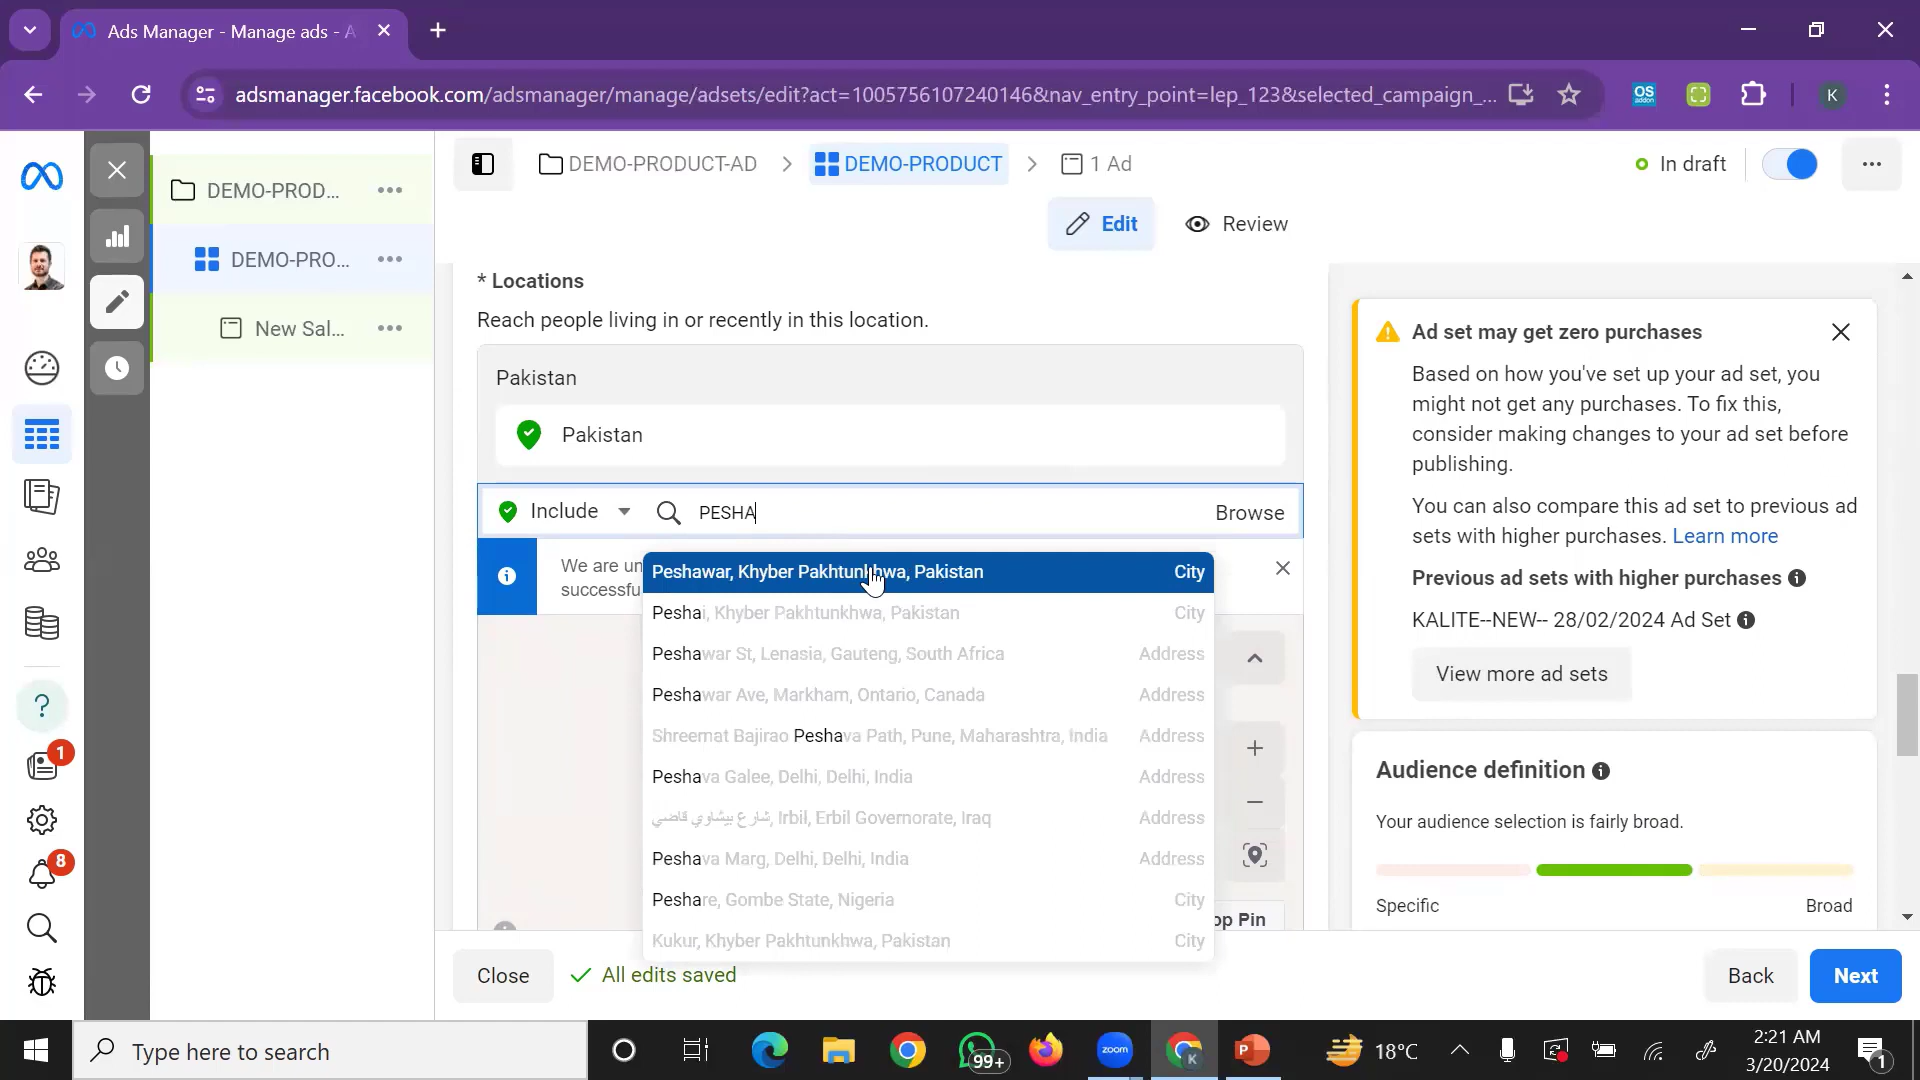 Ads Manager - Manage ads - A
adsmanager.facebook.com/adsmanager/manage/adsets/edit?act=1005756107240146&nav_entry_point=lep_123&selected_campaign_...
OS
addon
K
DEMO-PROD...
DEMO-PRO...
New Sal...
DEMO-PRODUCT-AD
DEMO-PRODUCT
1 Ad
In draft
Edit
Review
* Locations
Reach people living in or recently in this location.
Pakistan
Pakistan
Include
PESHA
Browse
We are un
successfu
Peshawar, Khyber Pakhtunkhwa, Pakistan City
Peshai, Khyber Pakhtunkhwa, Pakistan City
Peshawar St, Lenasia, Gauteng, South Africa Address
Peshawar Ave, Markham, Ontario, Canada Address
Shreemat Bajirao Peshava Path, Pune, Maharashtra, India Address
Peshava Galee, Delhi, Delhi, India Address
شارع بيشاوي قاضي, Irbil, Erbil Governorate, Iraq Address
Peshava Marg, Delhi, Delhi, India Address
Peshare, Gombe State, Nigeria City
Kukur, Khyber Pakhtunkhwa, Pakistan City
op Pin
Ad set may get zero purchases
Based on how you've set up your ad set, you
might not get any purchases. To fix this,
consider making changes to your ad set before
publishing.
You can also compare this ad set to previous ad
sets with higher purchases. Learn more
Previous ad sets with higher purchases
KALITE--NEW-- 28/02/2024 Ad Set
View more ad sets
Audience definition
Your audience selection is fairly broad.
Specific
Broad
1
8
Close
All edits saved
Back
Next
Type here to search
99+
zoom
K
P
18°C
2:21 AM
3/20/2024
1